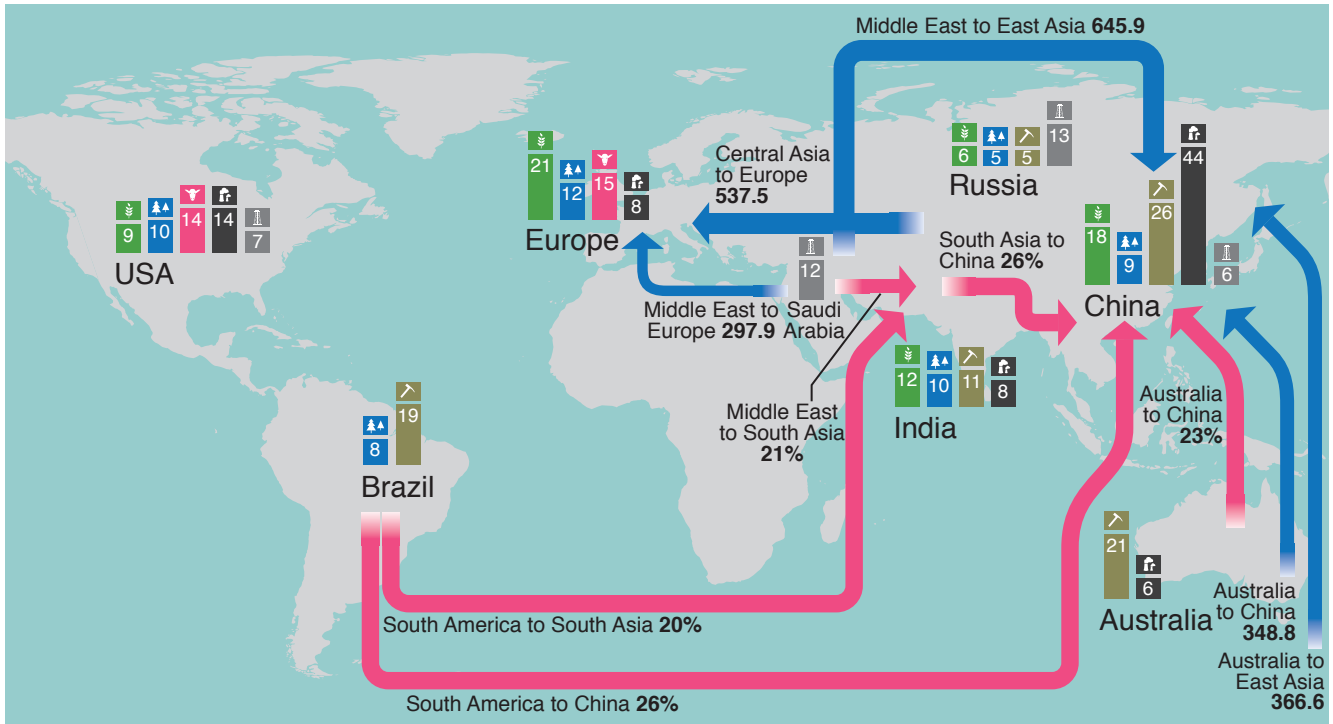 Middle East to East Asia 645.9
Central Asia
to Europe
537.5
6
5
5
13
Russia
44
26
18
9
6
China
21
12
15
8
Europe
9
10
14
14
7
USA
12
South Asia to
China 26%
Middle East to Saudi
Europe 297.9 Arabia
12
10
11
8
India
Middle East
to South Asia
21%
Australia
to China
23%
8
19
Brazil
21
6
Australia
Australia
to China
348.8
South America to South Asia 20%
Australia to
East Asia
366.6
South America to China 26%